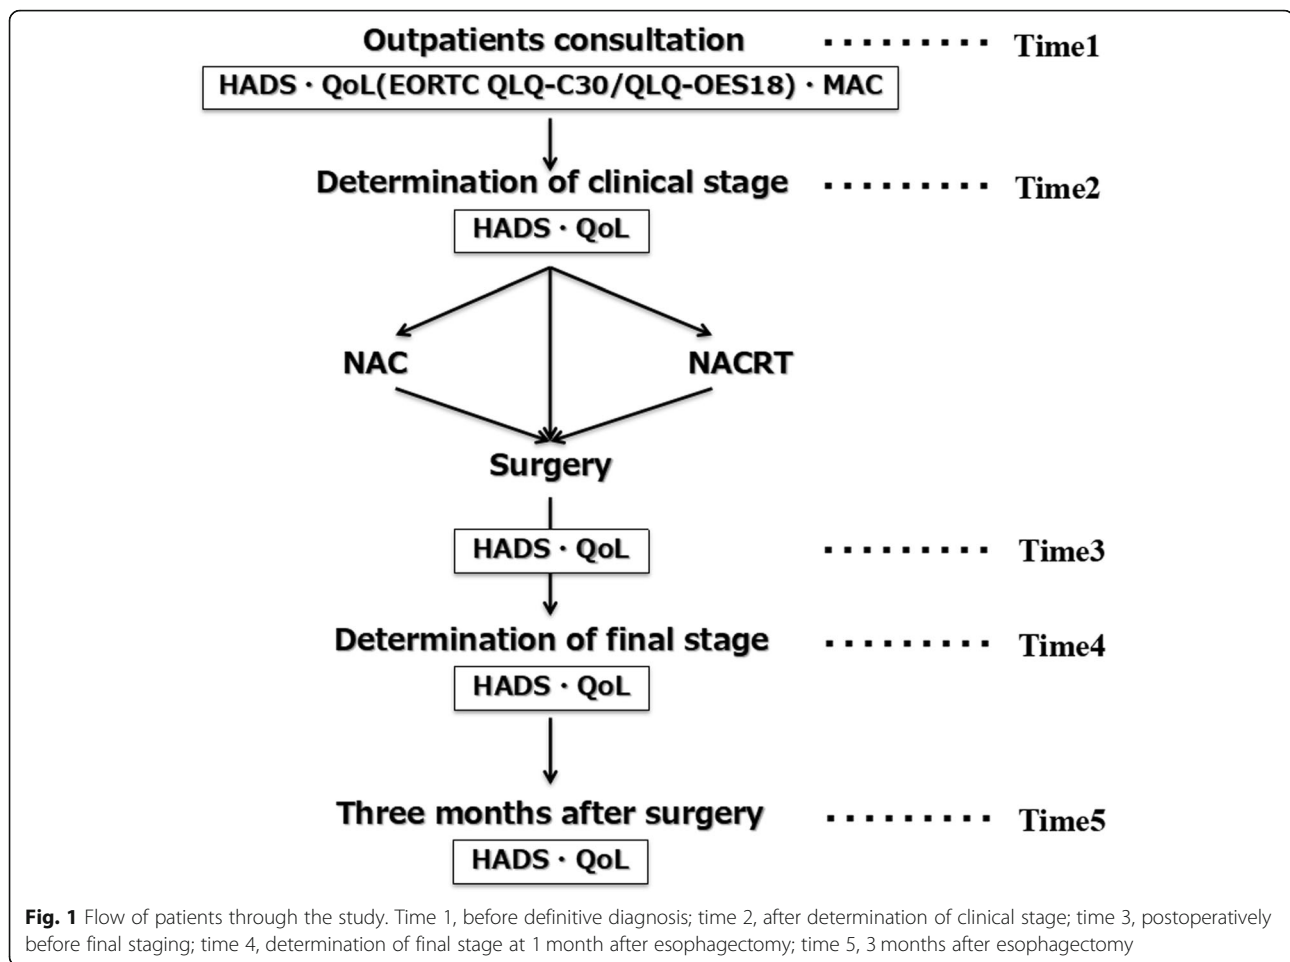 Outpatients consultation ......... Time1
HADS · QoL(EORTC QLQ-C30/QLQ-OES18) · MAC
Determination of clinical stage ......... Time2
HADS · QoL
NAC NACRT
Surgery
HADS · QoL ......... Time3
Determination of final stage ......... Time4
HADS · QoL
Three months after surgery ......... Time5
HADS · QoL
Fig. 1 Flow of patients through the study. Time 1, before definitive diagnosis; time 2, after determination of clinical stage; time 3, postoperatively
before final staging; time 4, determination of final stage at 1 month after esophagectomy; time 5, 3 months after esophagectomy